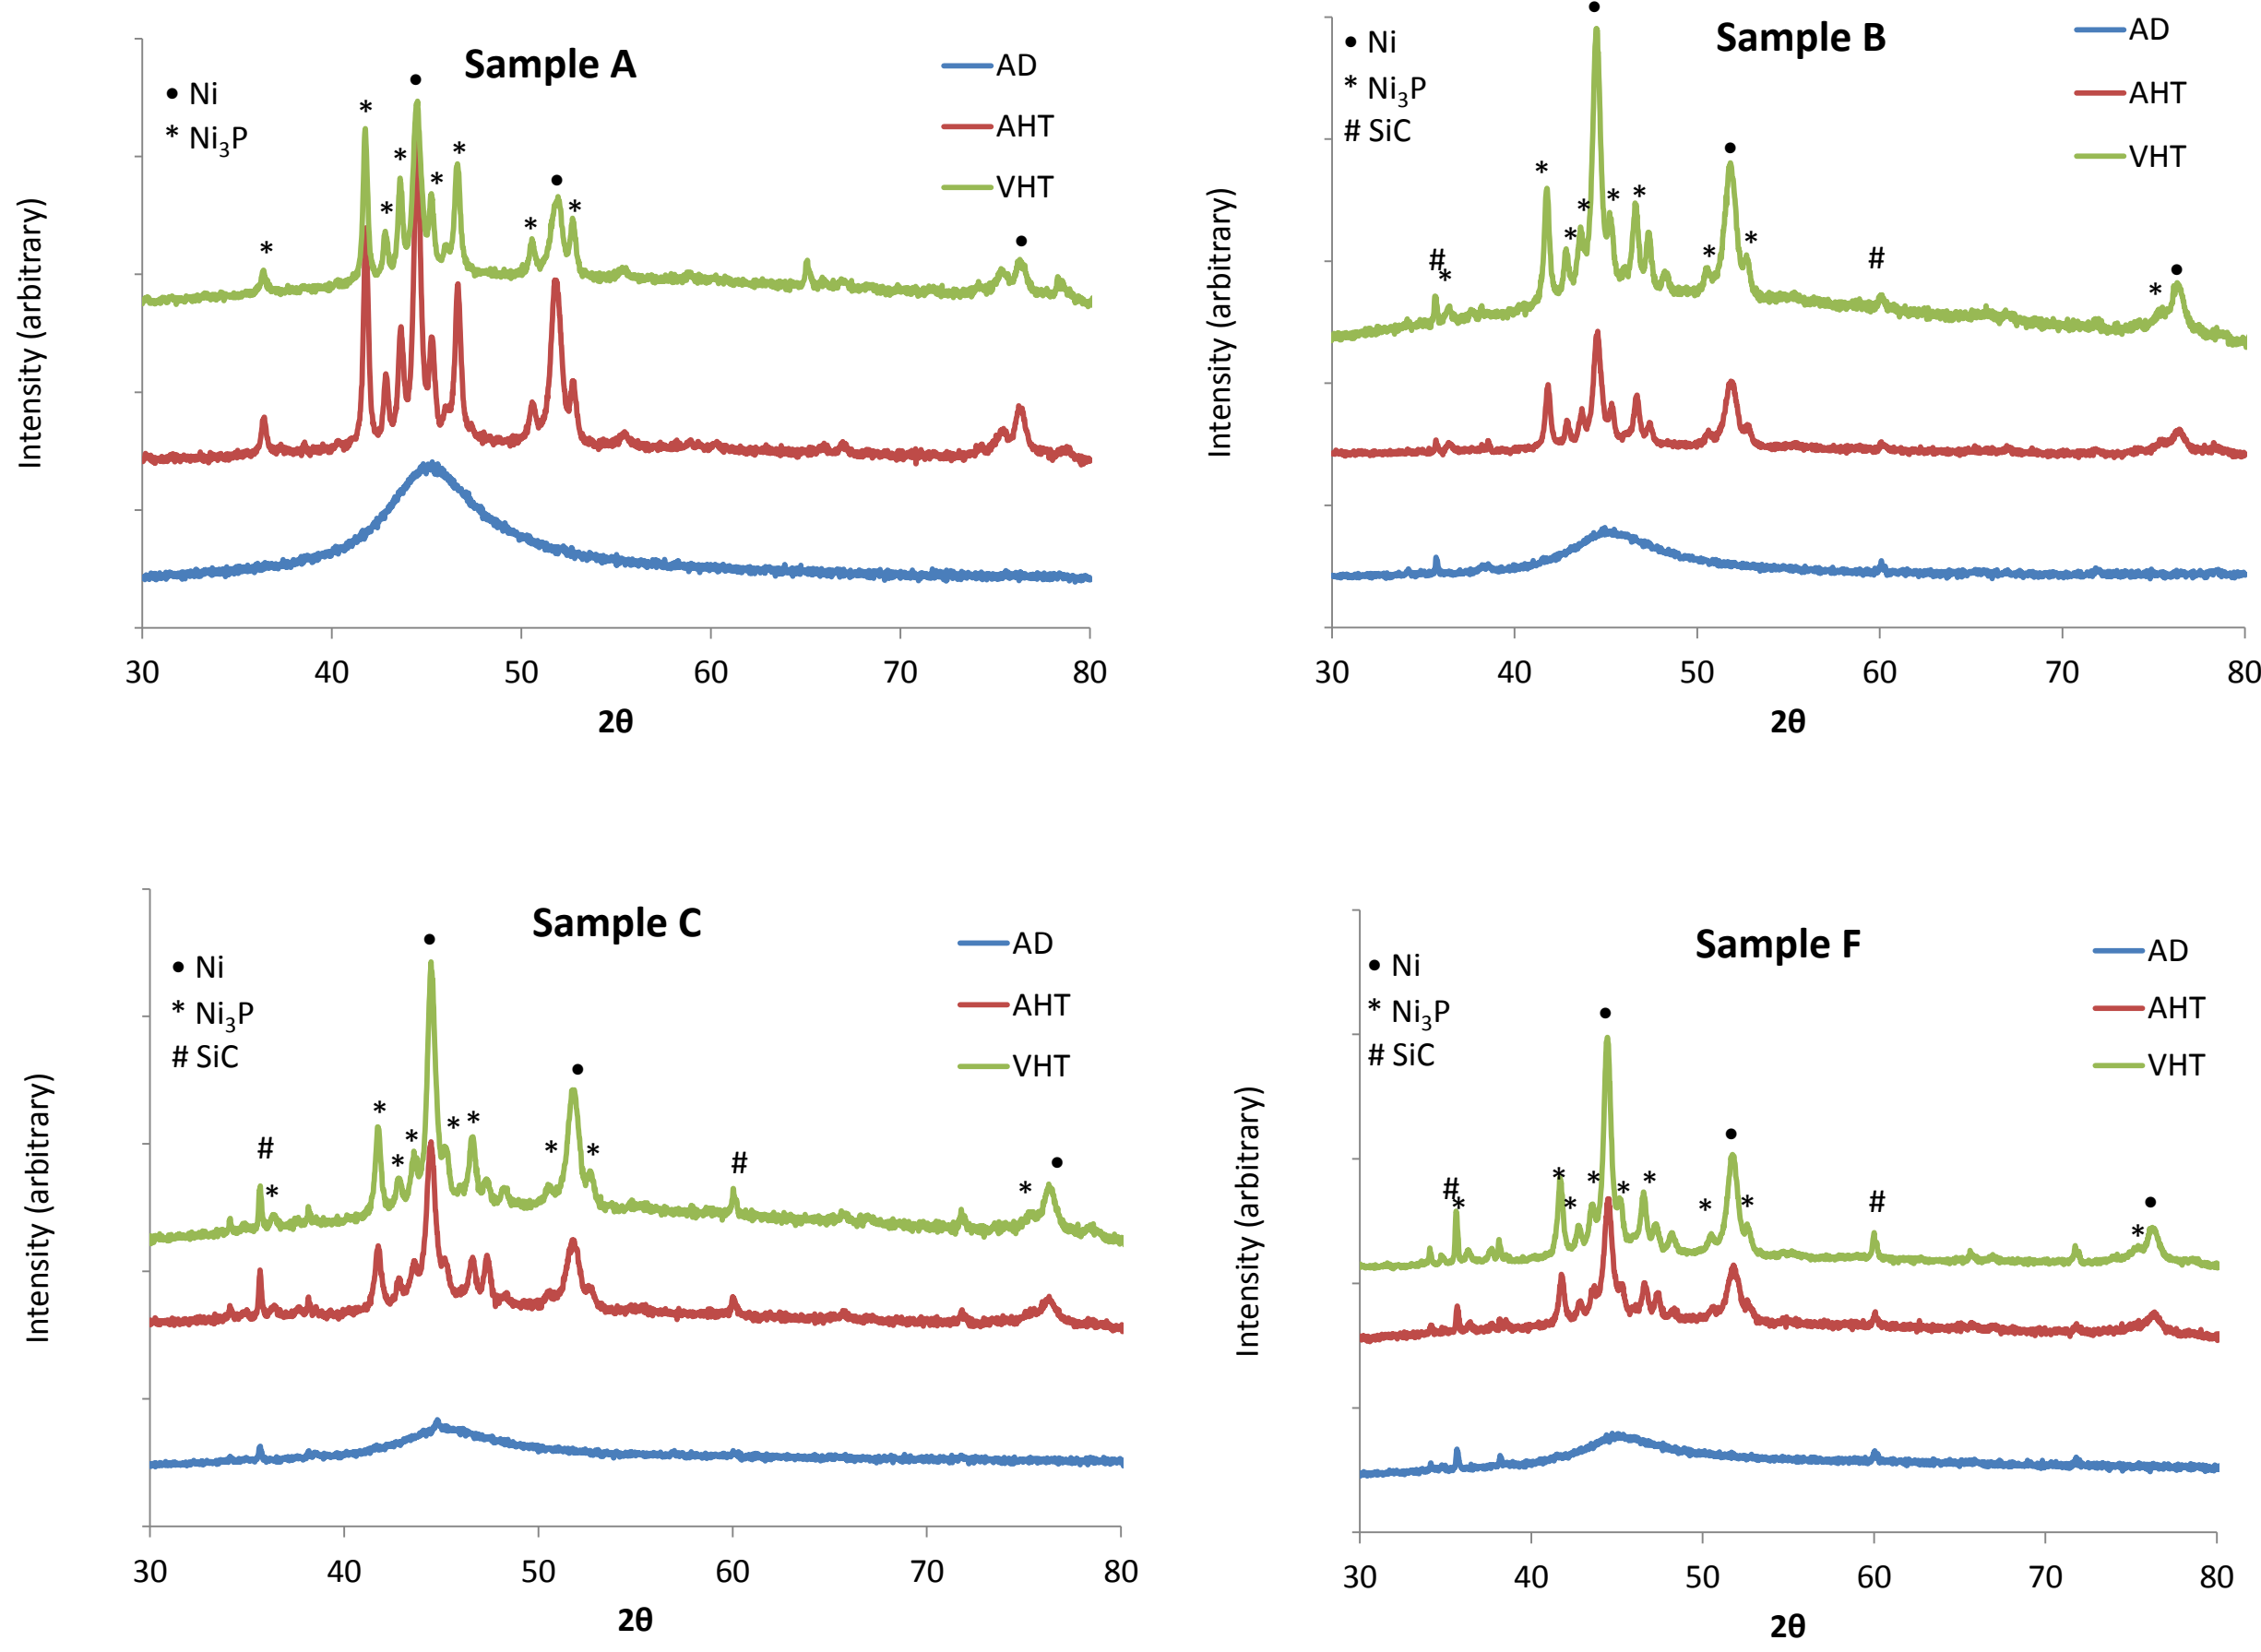 Sample A
● Ni
* Ni3P
AD
AHT
VHT
●
*
*
*
*
*
*
*
●
*
●
Intensity (arbitrary)
30 40 50 60 70 80
2θ
Sample B
● Ni
* Ni3P
# SiC
AD
AHT
VHT
●
●
*
*
*
*
*
*
*
#
*
#
*
●
Intensity (arbitrary)
30 40 50 60 70 80
2θ
Sample C
● Ni
* Ni3P
# SiC
AD
AHT
VHT
●
●
*
*
*
*
*
#
*
*
*
#
*
●
Intensity (arbitrary)
30 40 50 60 70 80
2θ
Sample F
● Ni
* Ni3P
# SiC
AD
AHT
VHT
●
●
*
*
*
*
*
#
*
*
*
#
*
●
Intensity (arbitrary)
30 40 50 60 70 80
2θ